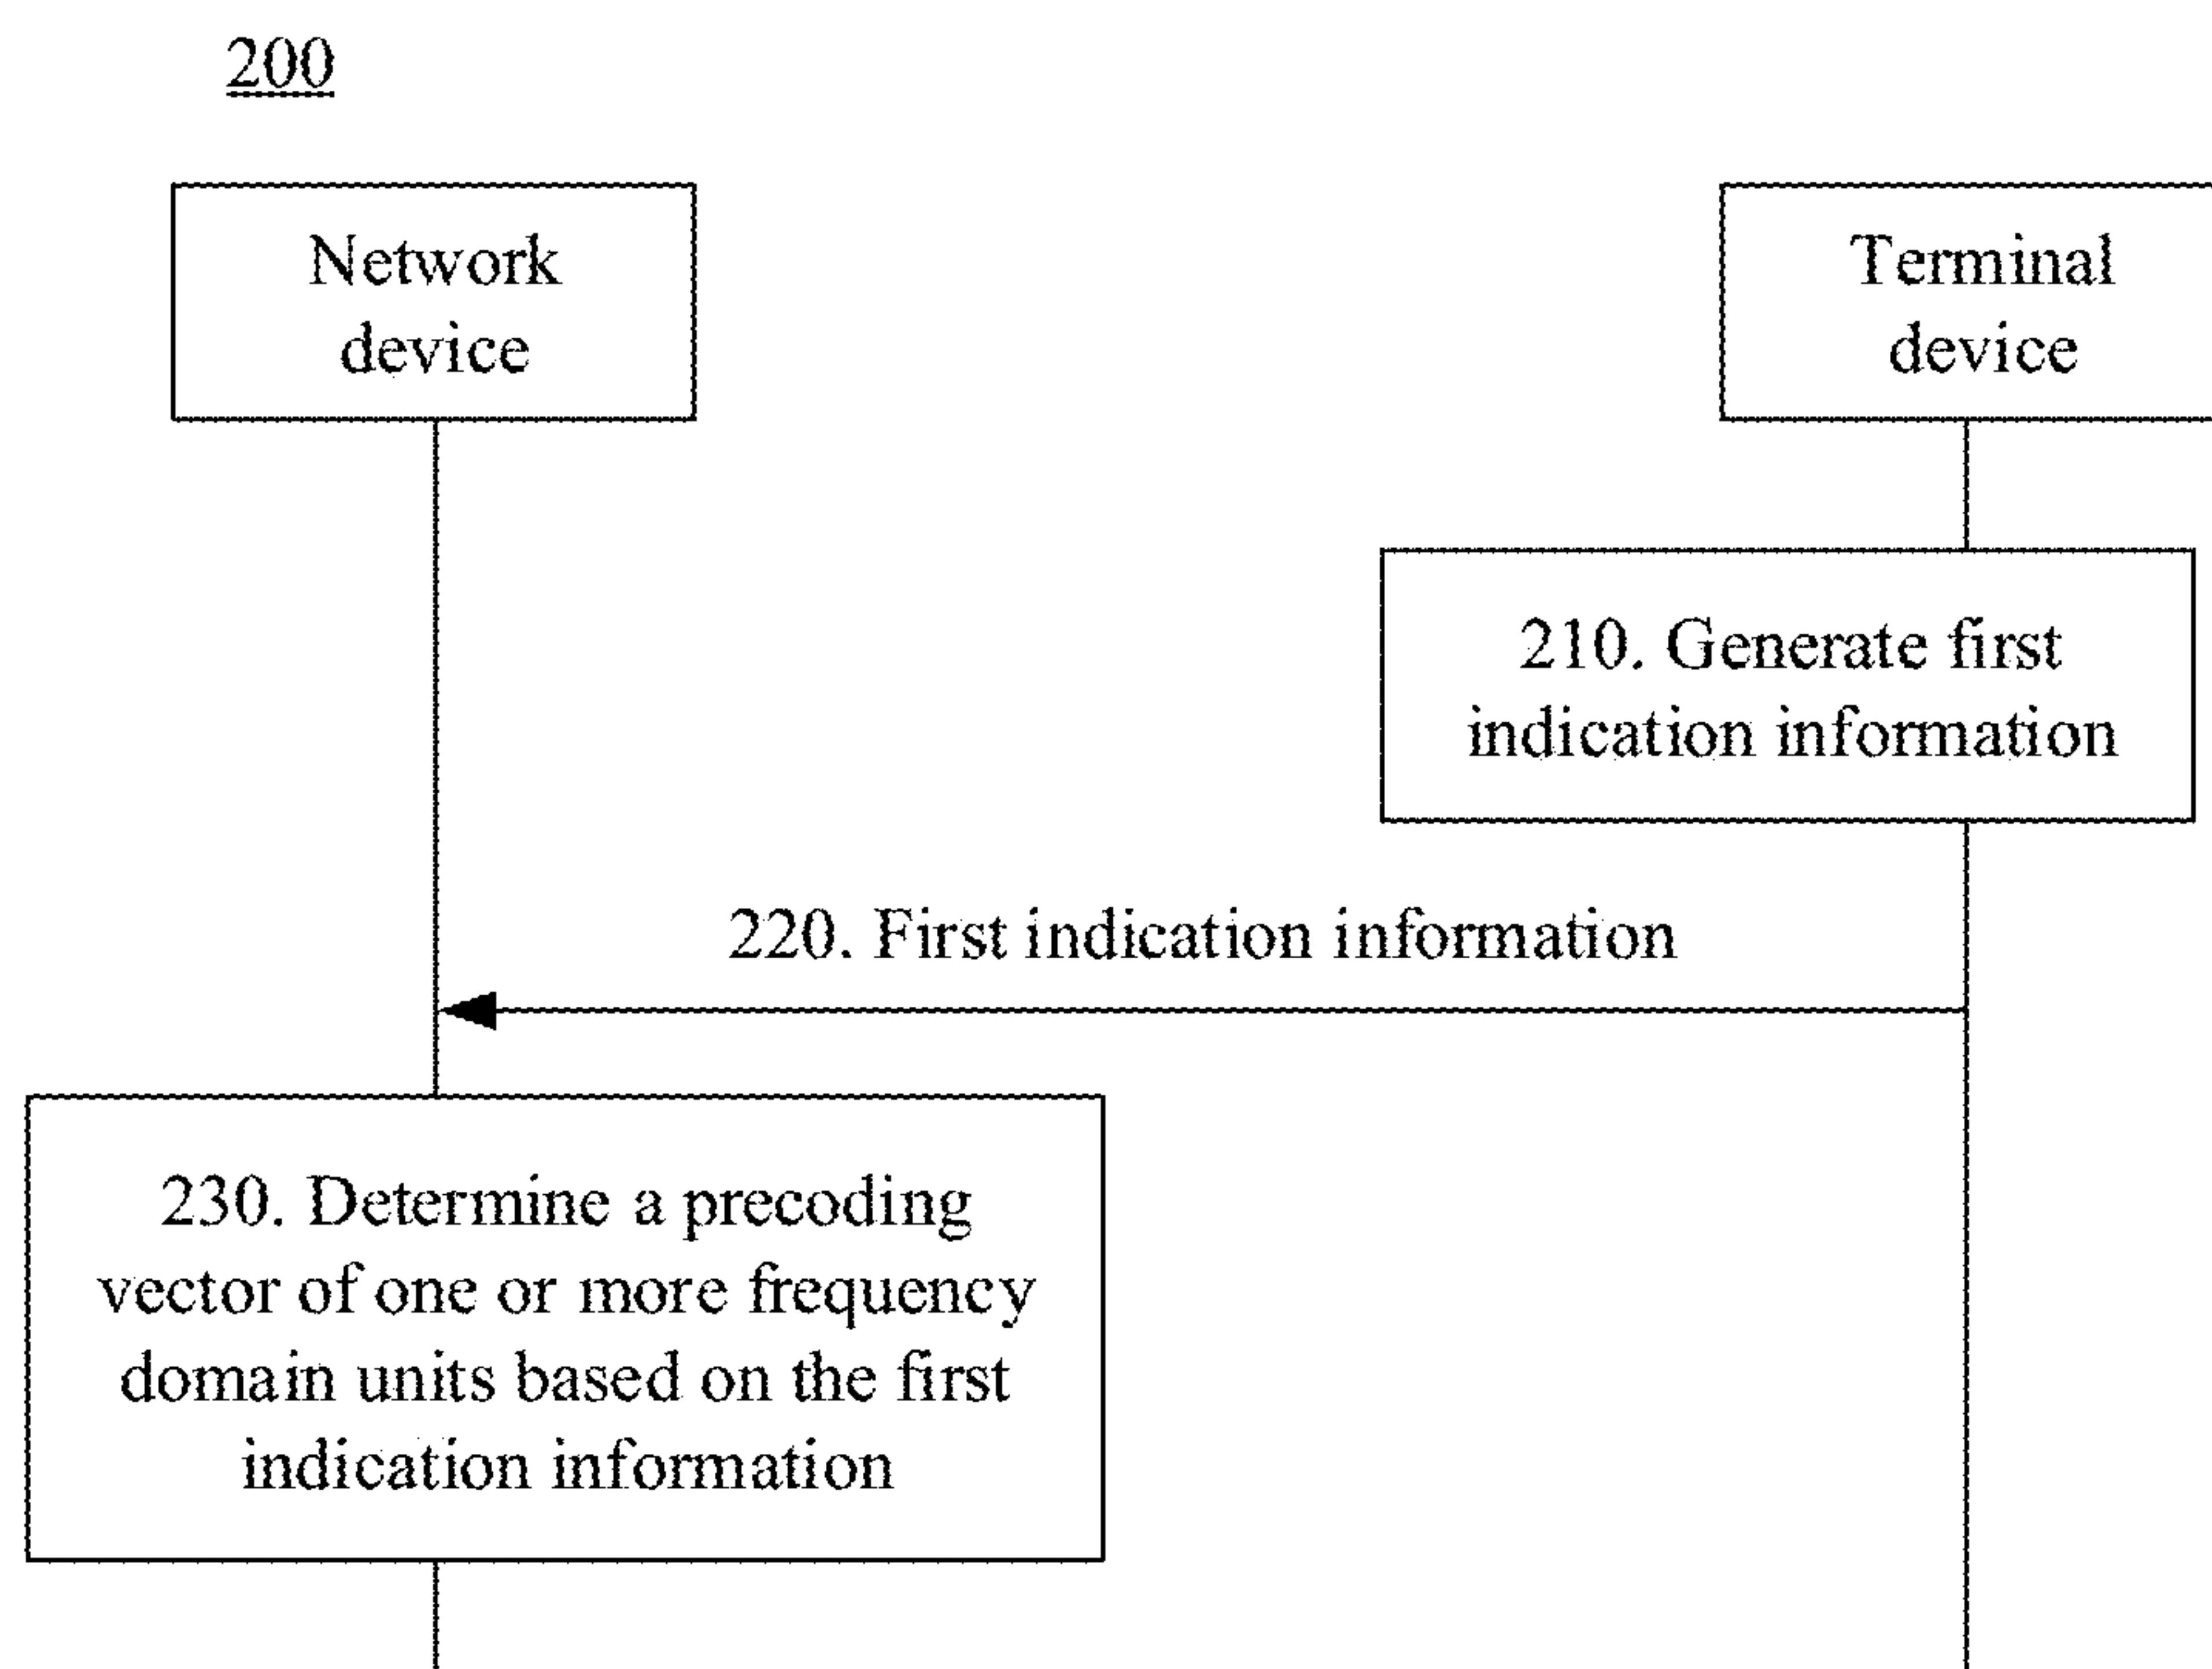 200
Network
device
Terminal
device
210. Generate first
indication information
220. First indication information
230. Determine a precoding
vector of one or more frequency
domain units based on the first
indication information